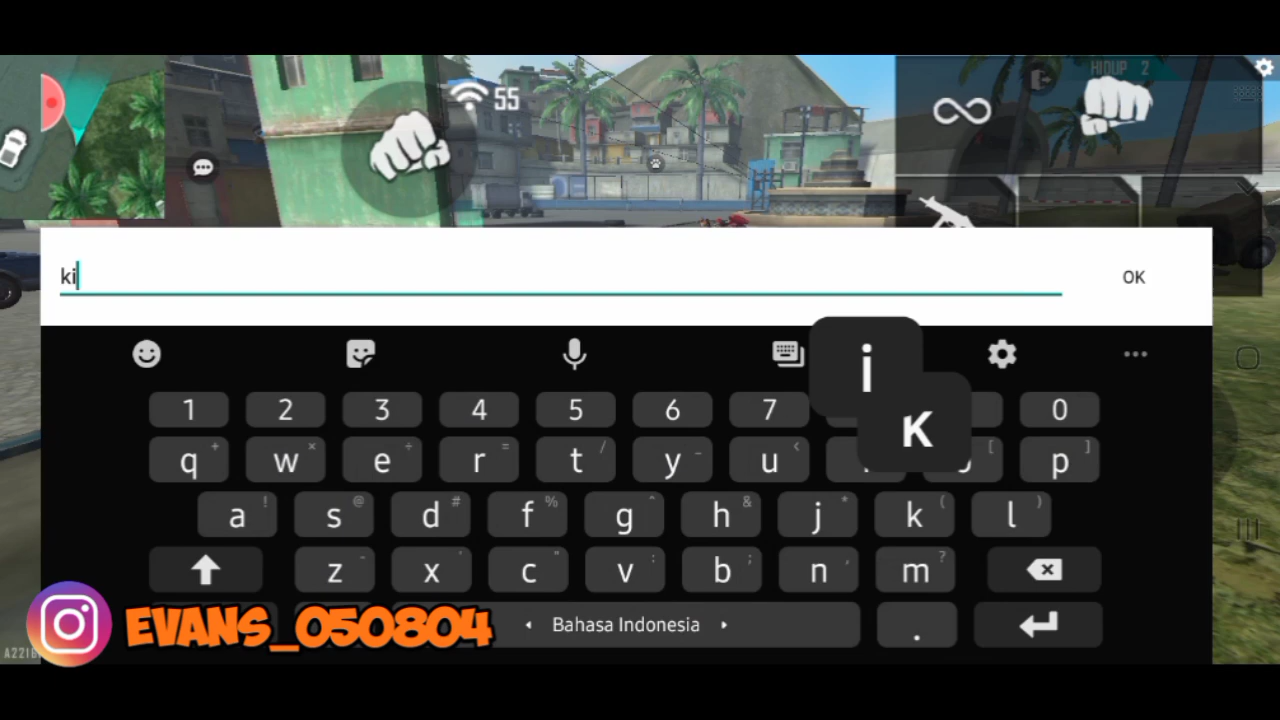 HIDUP 2
55
ki
OK
i
K
1 2 3 4 5 6 7 0
+ × ÷ = / _ < [ ]
q w e r t y u p
! @ # % ^ & * ( )
a s d f g h j k l
- ' " : ; , ?
z x c v b n m
Bahasa Indonesia .
EVANS_050804